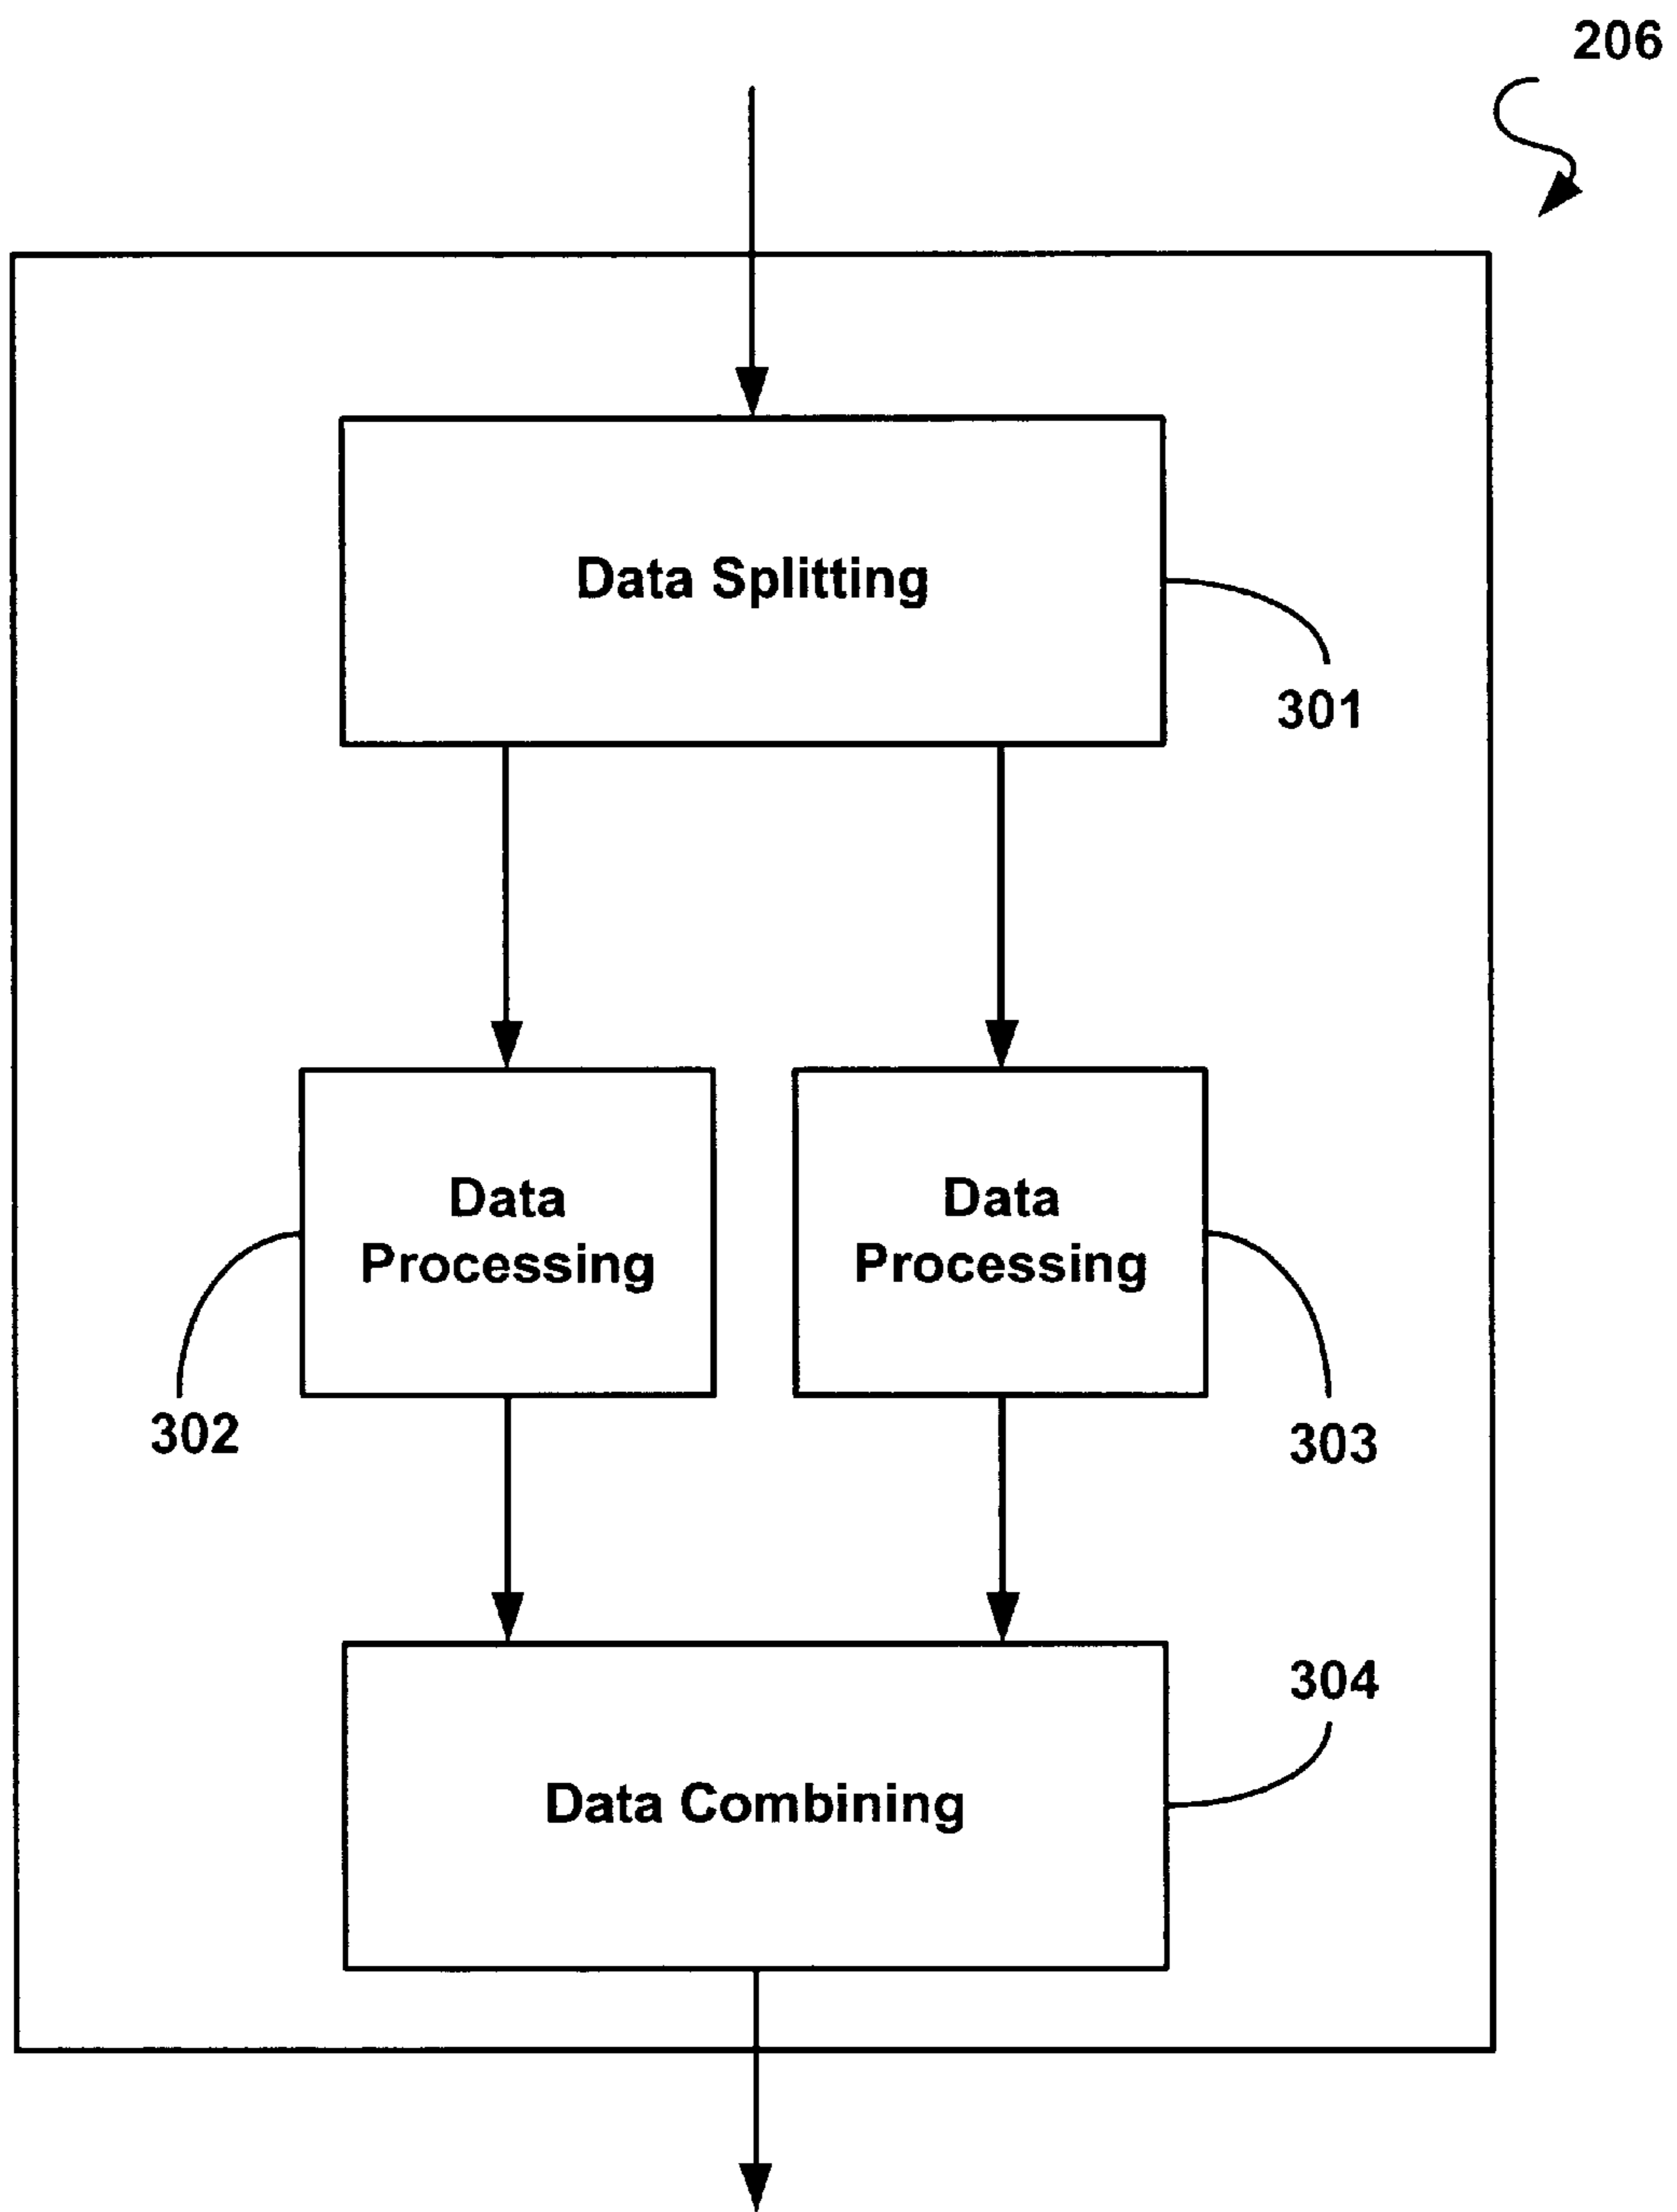 206
Data Splitting
301
Data
Processing
Data
Processing
302
303
304
Data Combining